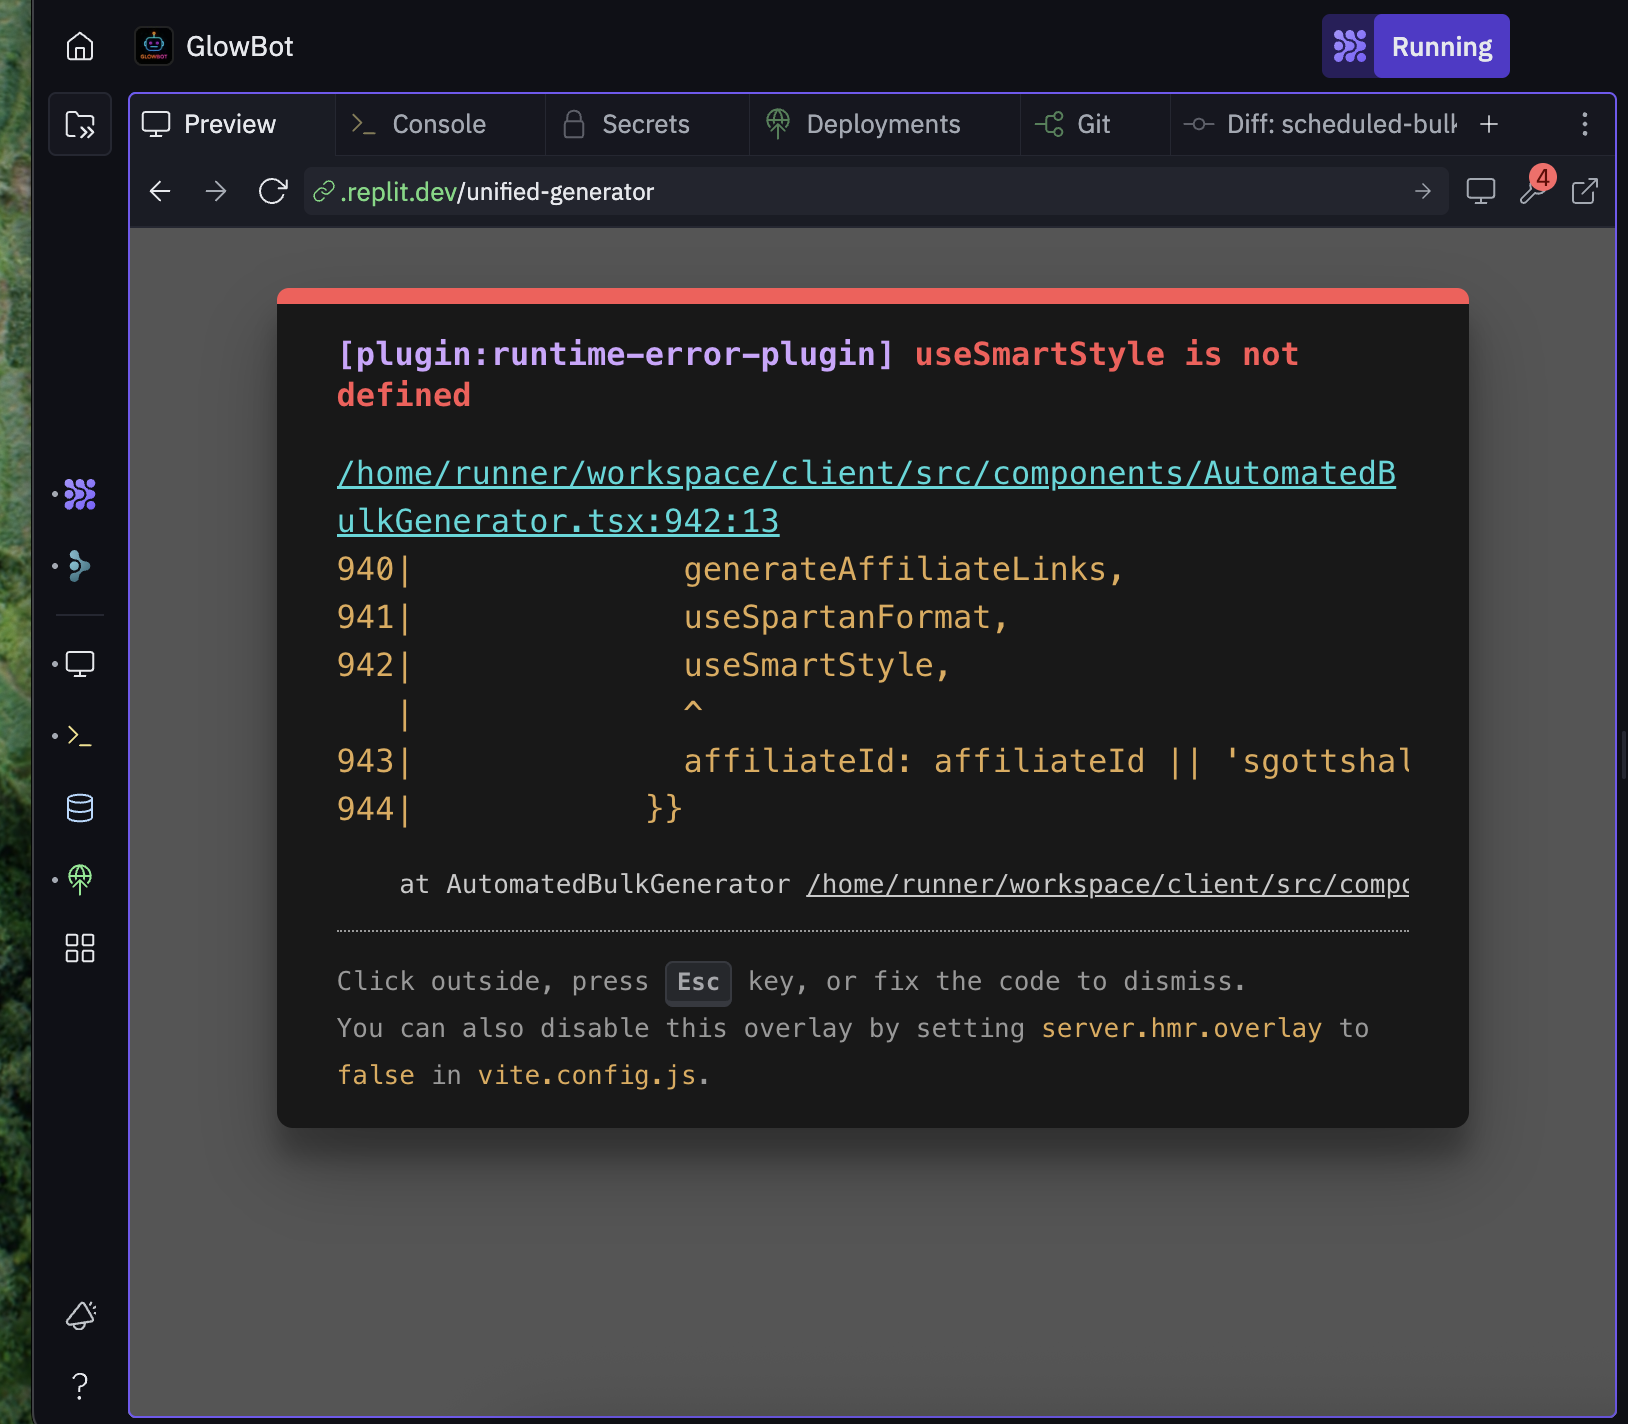 GlowBot
Running
Preview
Console
Secrets
Deployments
Git
Diff: scheduled-bulk
.replit.dev/unified-generator
4
[plugin:runtime-error-plugin] useSmartStyle is not
defined
/home/runner/workspace/client/src/components/AutomatedB
ulkGenerator.tsx:942:13
940| generateAffiliateLinks,
941| useSpartanFormat,
942| useSmartStyle,
| ^
943| affiliateId: affiliateId || 'sgottshal
944| }}
at AutomatedBulkGenerator /home/runner/workspace/client/src/compo
Click outside, press Esc key, or fix the code to dismiss.
You can also disable this overlay by setting server.hmr.overlay to
false in vite.config.js.